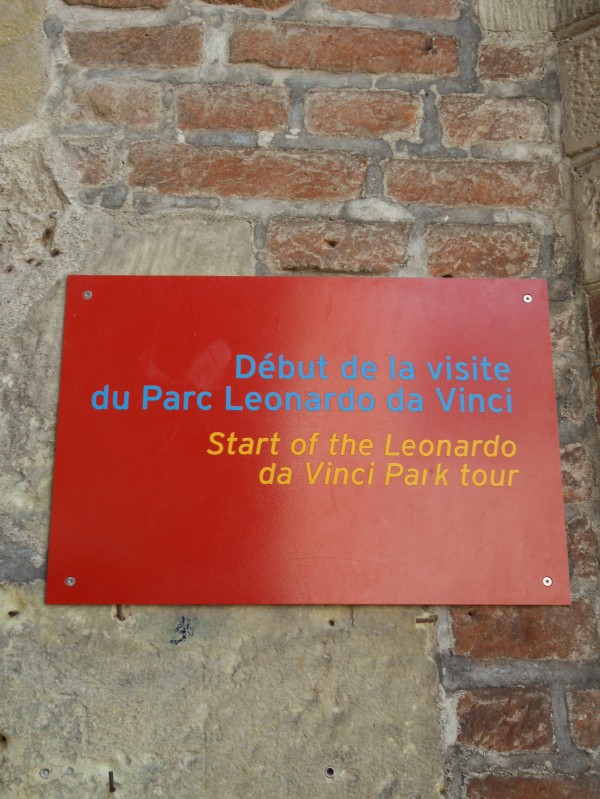 Début de la visite
du Parc Leonardo da Vinci
Start of the Leonardo
da Vinci Park tour